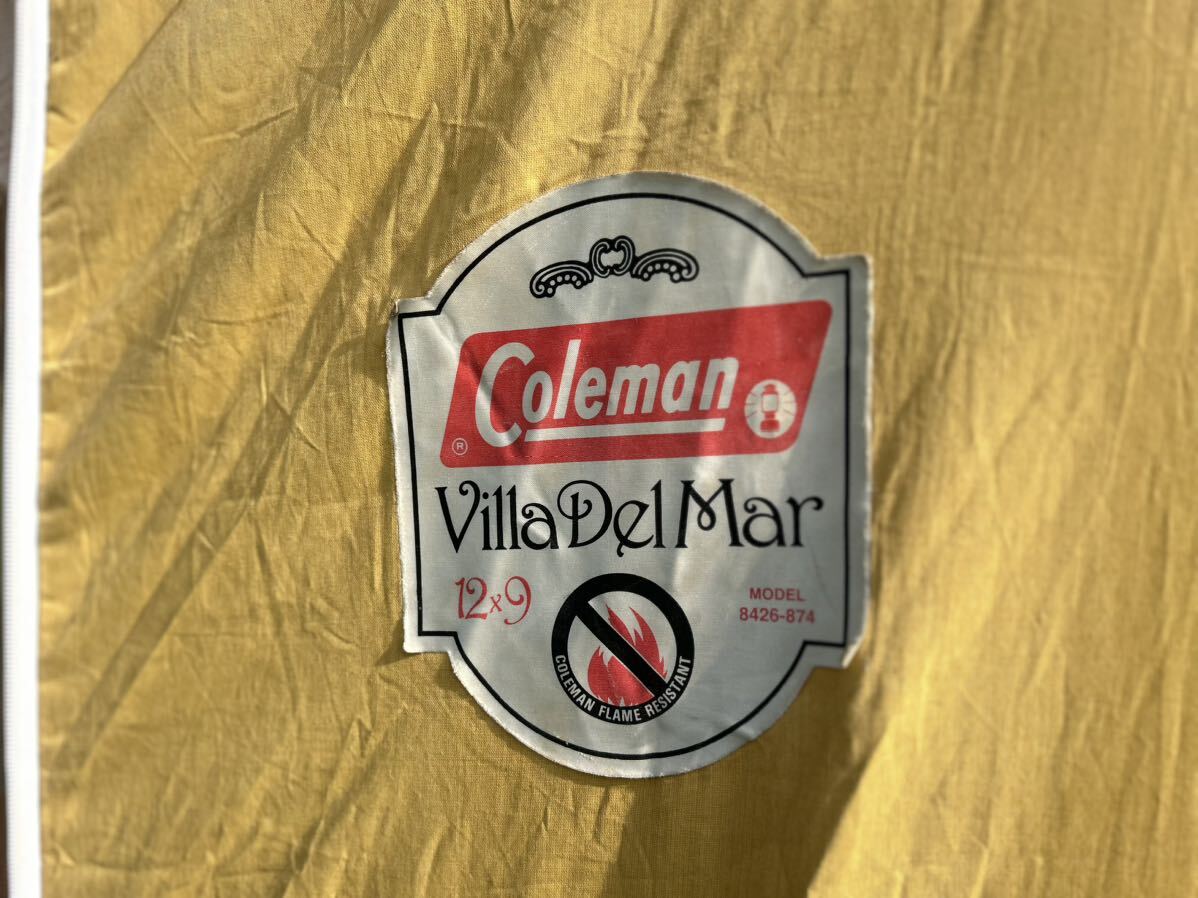 Coleman
®
Villa Del Mar
12x9
MODEL
8426-874
COLEMAN FLAME RESISTANT